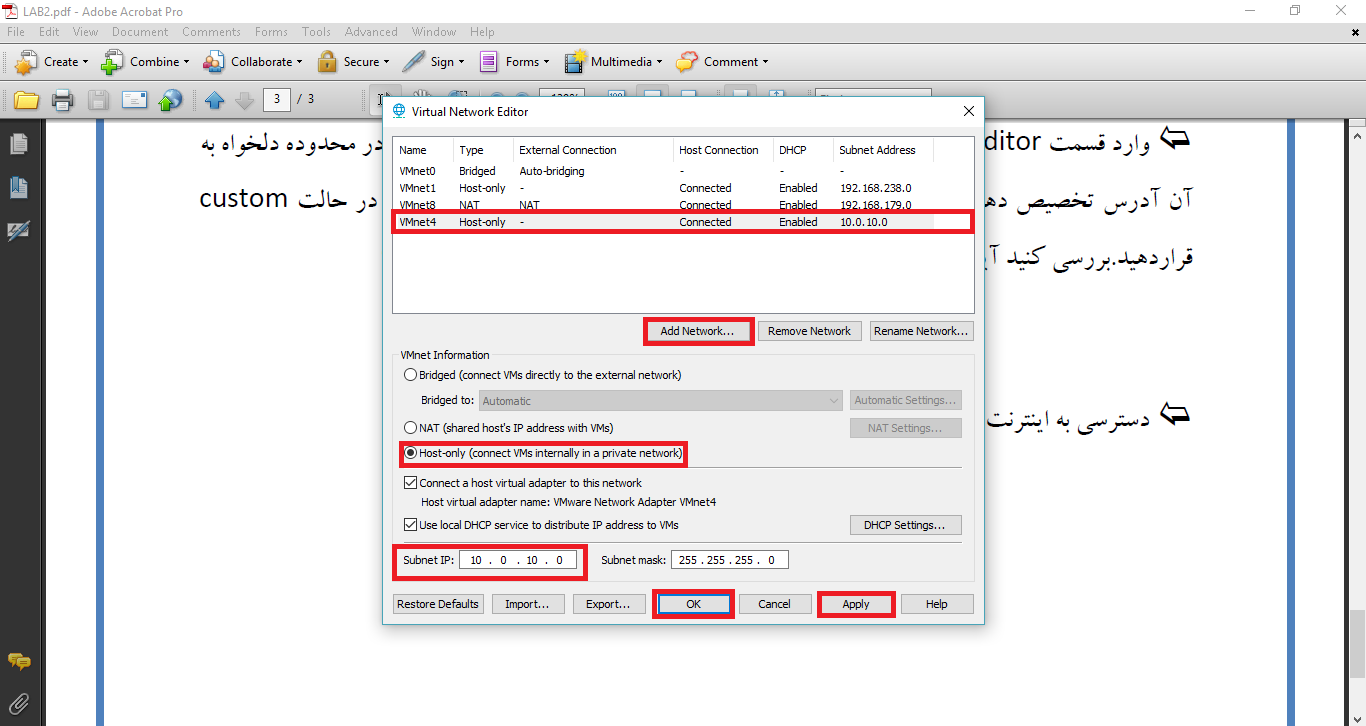 LAB2.pdf - Adobe Acrobat Pro
File Edit View Document Comments Forms Tools Advanced Window Help
Create Combine Collaborate Secure Sign Forms Multimedia Comment
3 / 3
Virtual Network Editor
Name Type External Connection Host Connection DHCP Subnet Address
VMnet0 Bridged Auto-bridging - - -
VMnet1 Host-only - Connected Enabled 192.168.238.0
VMnet8 NAT NAT Connected Enabled 192.168.179.0
VMnet4 Host-only - Connected Enabled 10.0.10.0
Add Network... Remove Network Rename Network...
VMnet Information
Bridged (connect VMs directly to the external network)
Bridged to: Automatic Automatic Settings...
NAT (shared host's IP address with VMs) NAT Settings...
Host-only (connect VMs internally in a private network)
Connect a host virtual adapter to this network
Host virtual adapter name: VMware Network Adapter VMnet4
Use local DHCP service to distribute IP address to VMs DHCP Settings...
Subnet IP: 10 . 0 . 10 . 0 Subnet mask: 255 . 255 . 255 . 0
Restore Defaults Import... Export... OK Cancel Apply Help
وارد قسمت ditor در محدوده دلخواه به
آن آدرس تخصیص در حالت custom
قراردهید.بررسی کنید
دسترسی به اینترنت